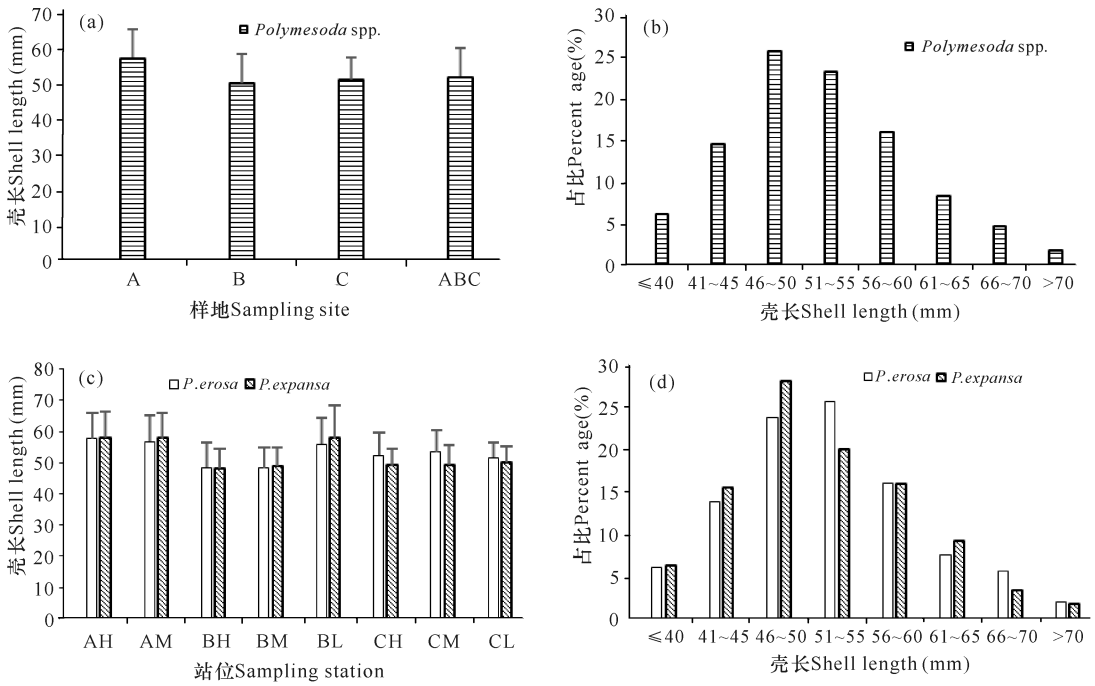 (a)
Polymesoda spp.
壳长Shell length (mm)
70
60
50
40
30
20
10
0
A B C ABC
样地Sampling site
(b)
Polymesoda spp.
占比Percent age(%)
30
25
20
15
10
5
0
≤40 41~45 46~50 51~55 56~60 61~65 66~70 >70
壳长Shell length (mm)
(c)
P.erosa P.expansa
壳长Shell length (mm)
80
70
60
50
40
30
20
10
0
AH AM BH BM BL CH CM CL
站位Sampling station
(d)
P.erosa P.expansa
占比Percent age(%)
30
25
20
15
10
5
0
≤40 41~45 46~50 51~55 56~60 61~65 66~70 >70
壳长Shell length (mm)